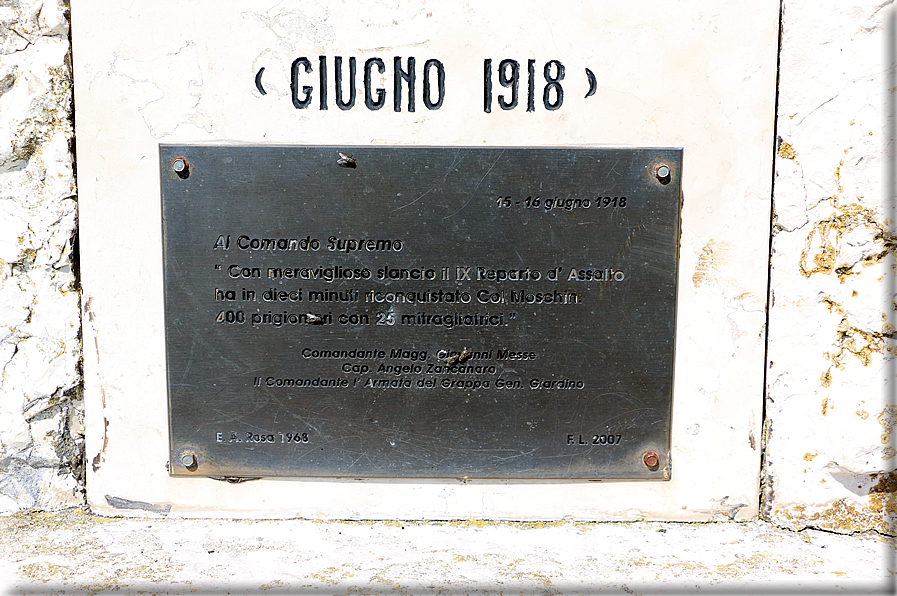 ( GIUGNO 1918 )
15 - 16 giugno 1918
Al Comando Supremo
" Con meraviglioso slancio il IX Reparto d' Assalto
ha in dieci minuti riconquistato Col Moschin.
400 prigionieri con 25 mitragliatrici."
Comandante Magg. Giovanni Messe
Cap. Angelo Zancanaro
Il Comandante l' Armata del Grappa Gen. Giardino
E. A. Rosa 1968
F. L. 2007